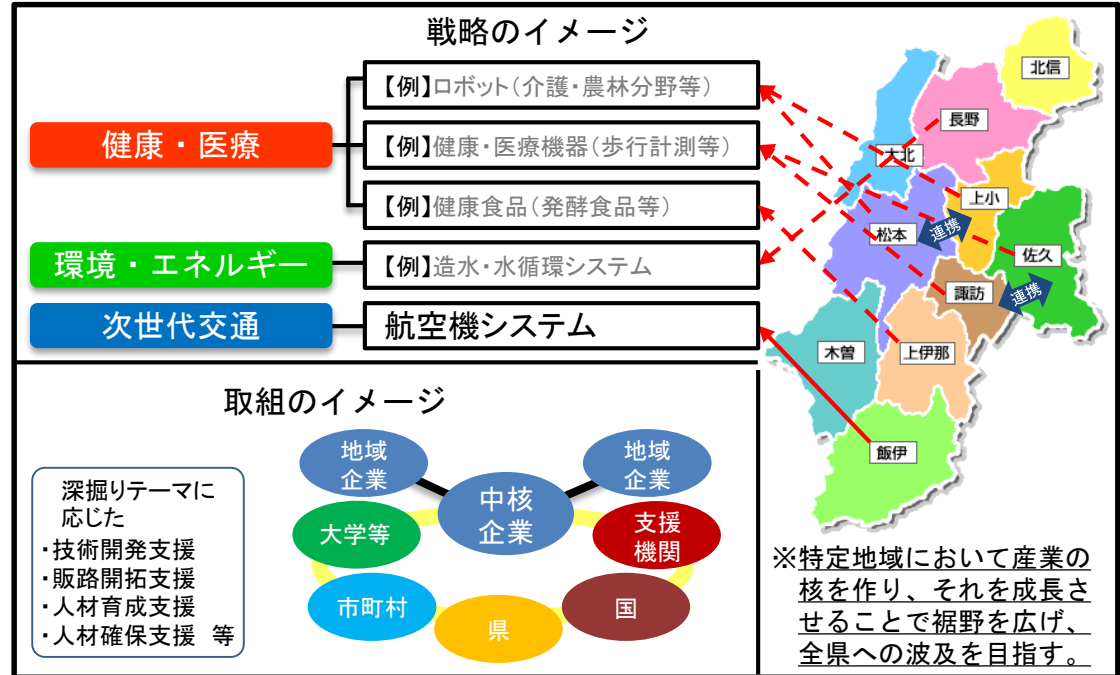 戦略のイメージ
【例】ロボット（介護・農林分野等）
健康・医療
【例】健康・医療機器（歩行計測等）
【例】健康食品（発酵食品等）
環境・エネルギー
【例】造水・水循環システム
次世代交通
航空機システム
北信
長野
大北
上小
松本
連携
佐久
諏訪
連携
木曽
上伊那
飯伊
取組のイメージ
深掘りテーマに
応じた
・技術開発支援
・販路開拓支援
・人材育成支援
・人材確保支援 等
地域
企業
地域
企業
中核
企業
大学等
支援
機関
市町村
県
国
※特定地域において産業の
核を作り、それを成長さ
せることで裾野を広げ、
全県への波及を目指す。